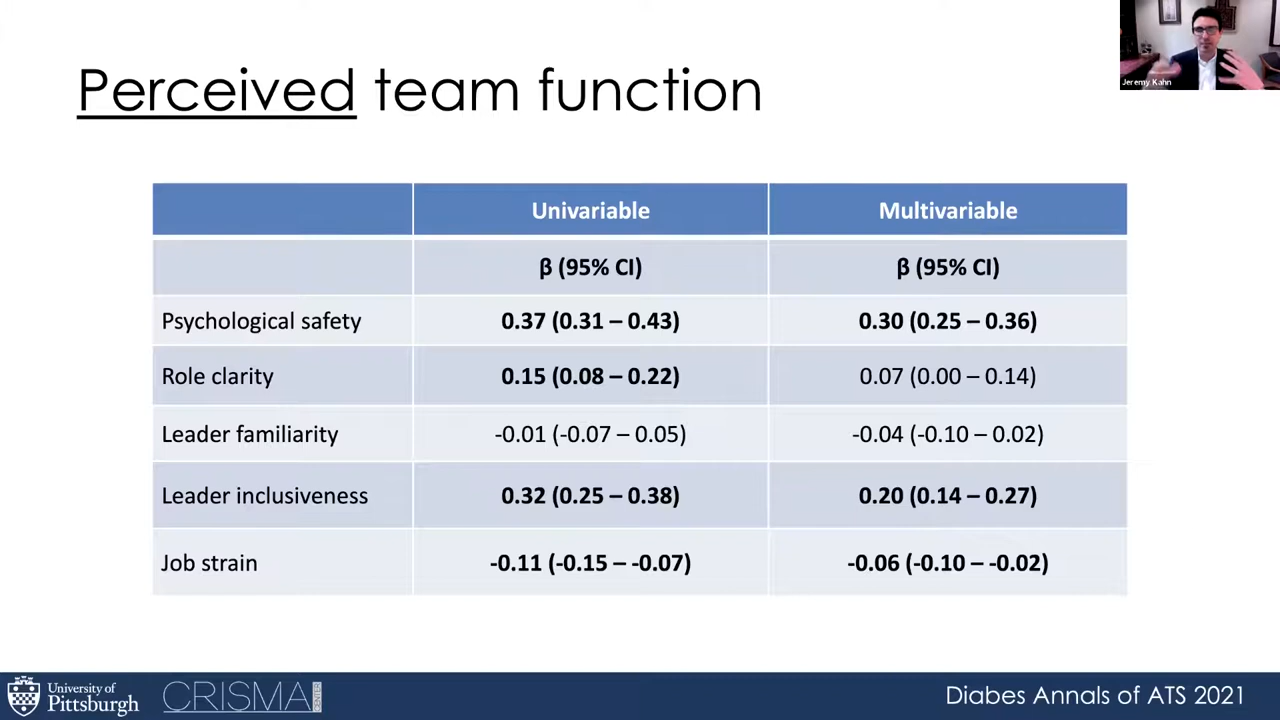 Jeremy Kahn
Perceived team function
Univariable Multivariable
β (95% CI) β (95% CI)
Psychological safety 0.37 (0.31 – 0.43) 0.30 (0.25 – 0.36)
Role clarity 0.15 (0.08 – 0.22) 0.07 (0.00 – 0.14)
Leader familiarity -0.01 (-0.07 – 0.05) -0.04 (-0.10 – 0.02)
Leader inclusiveness 0.32 (0.25 – 0.38) 0.20 (0.14 – 0.27)
Job strain -0.11 (-0.15 – -0.07) -0.06 (-0.10 – -0.02)
University of
Pittsburgh
CRISMA
CENTER
Diabes Annals of ATS 2021